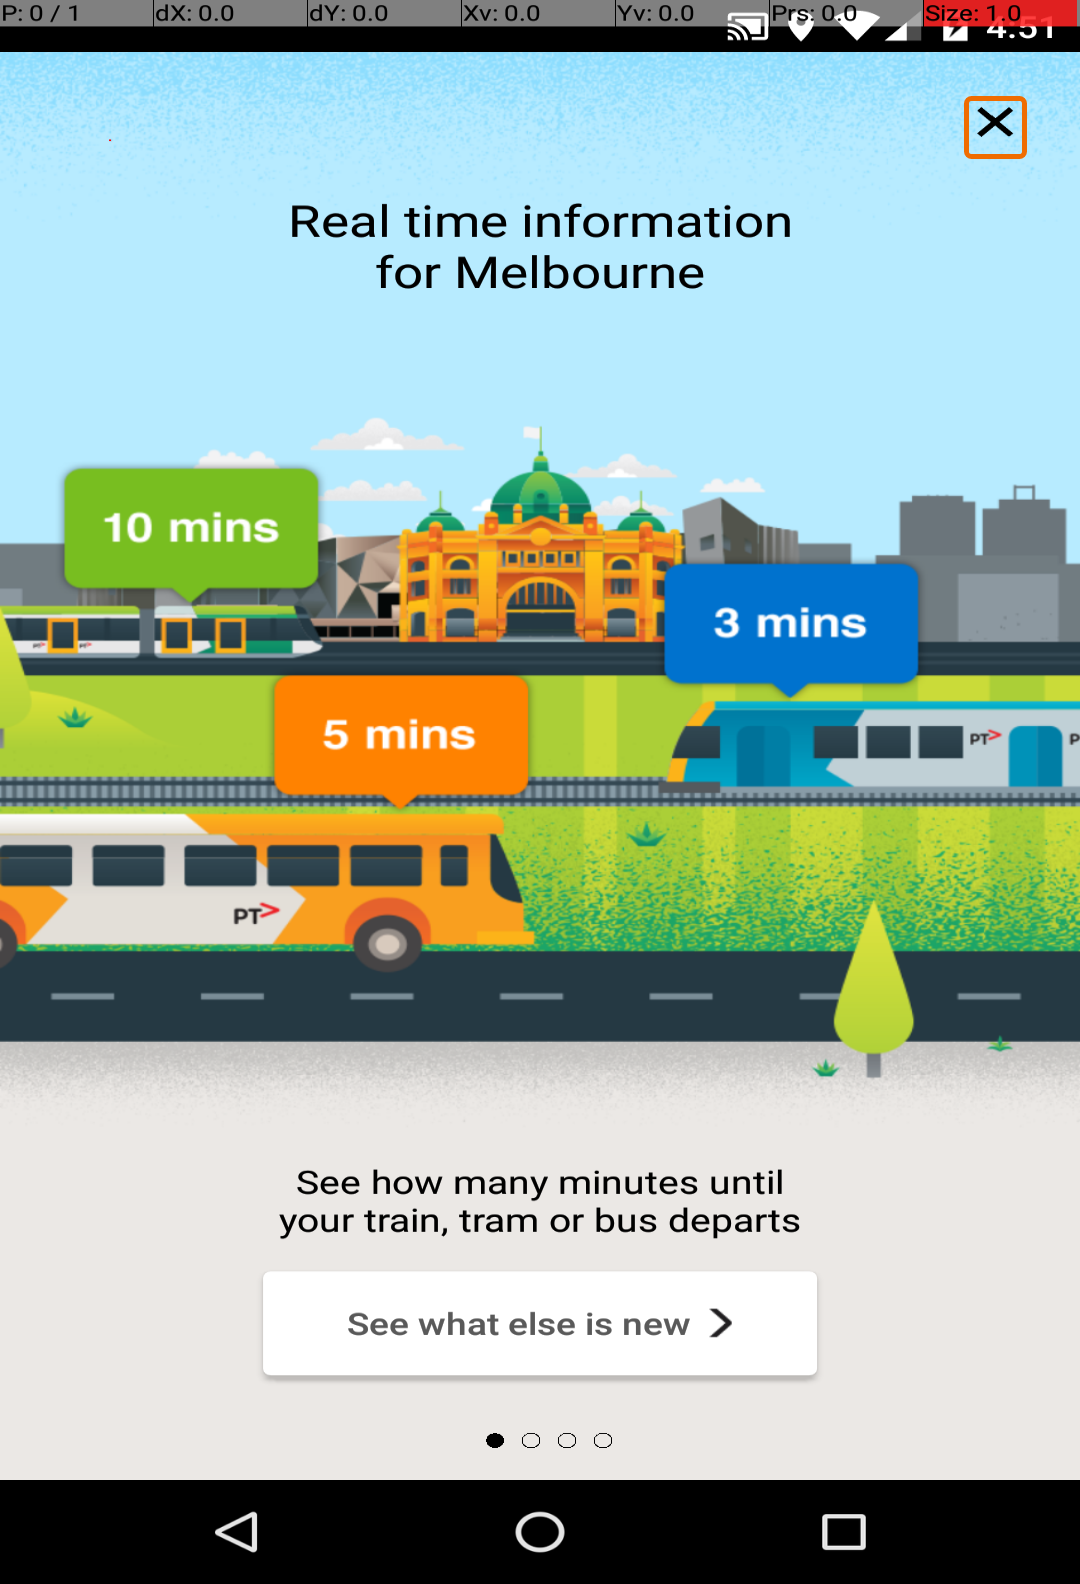 P: 0 / 1 dX: 0.0 dY: 0.0 Xv: 0.0 Yv: 0.0 Prs: 0.0 Size: 1.0
4:51
Real time information
for Melbourne
10 mins
3 mins
5 mins
PT>
PT>
See how many minutes until
your train, tram or bus departs
See what else is new